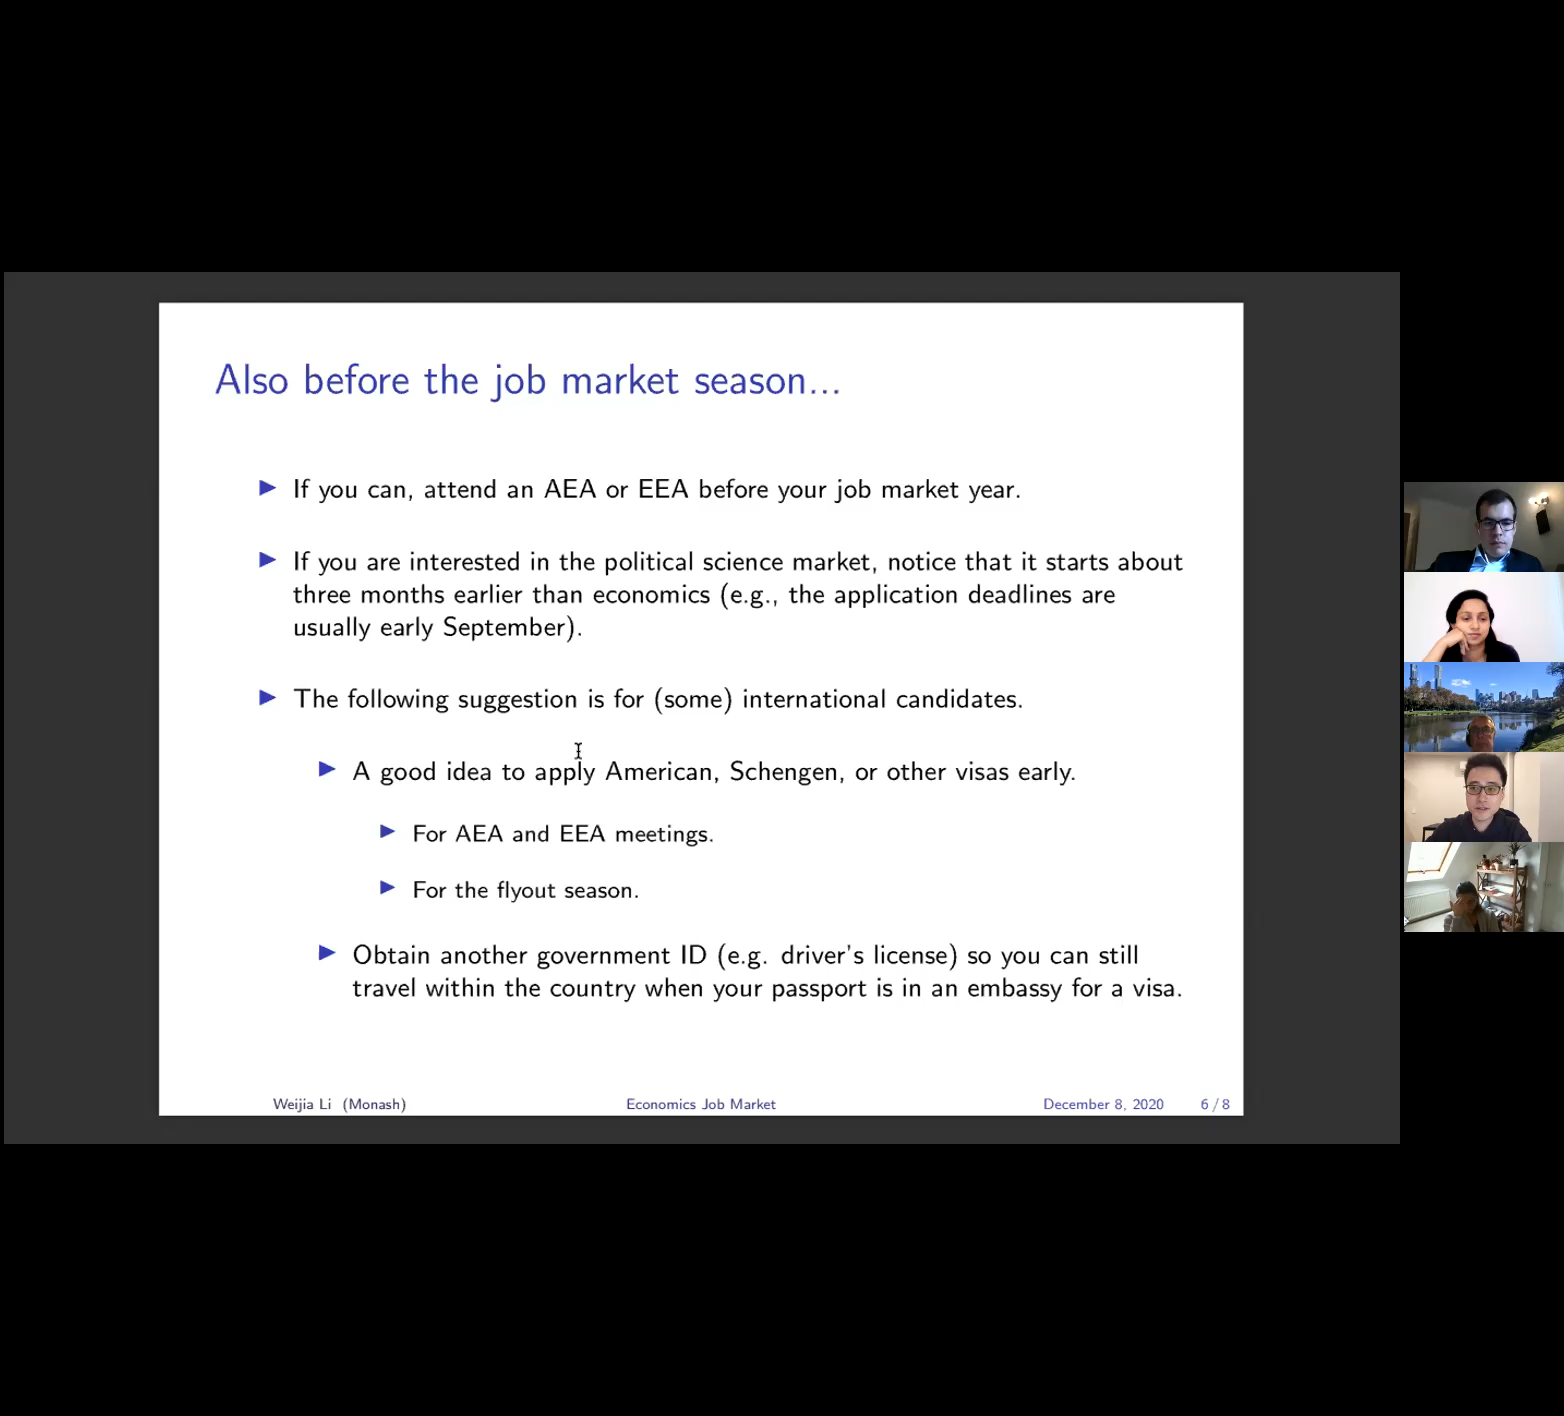 Also before the job market season...
If you can, attend an AEA or EEA before your job market year.
If you are interested in the political science market, notice that it starts about
three months earlier than economics (e.g., the application deadlines are
usually early September).
The following suggestion is for (some) international candidates.
A good idea to apply American, Schengen, or other visas early.
For AEA and EEA meetings.
For the flyout season.
Obtain another government ID (e.g. driver's license) so you can still
travel within the country when your passport is in an embassy for a visa.
Weijia Li (Monash) Economics Job Market December 8, 2020 6 / 8